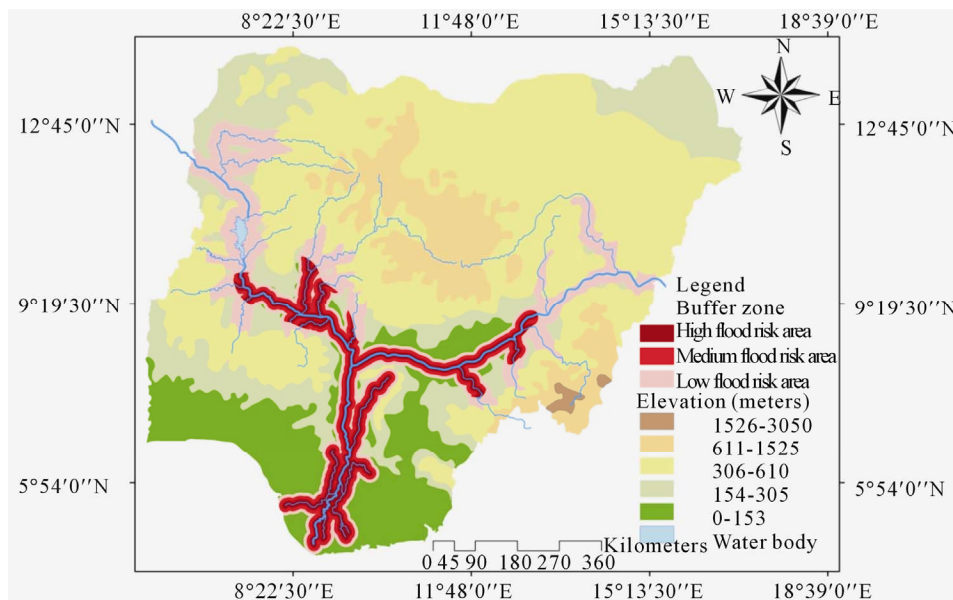 8°22′30′′E 11°48′0′′E 15°13′30′′E 18°39′0′′E
N
W E
S
12°45′0′′N 12°45′0′′N
9°19′30′′N 9°19′30′′N
5°54′0′′N 5°54′0′′N
Legend
Buffer zone
High flood risk area
Medium flood risk area
Low flood risk area
Elevation (meters)
1526-3050
611-1525
306-610
154-305
0-153
Water body
Kilometers
0 45 90 180 270 360
8°22′30′′E 11°48′0′′E 15°13′30′′E 18°39′0′′E